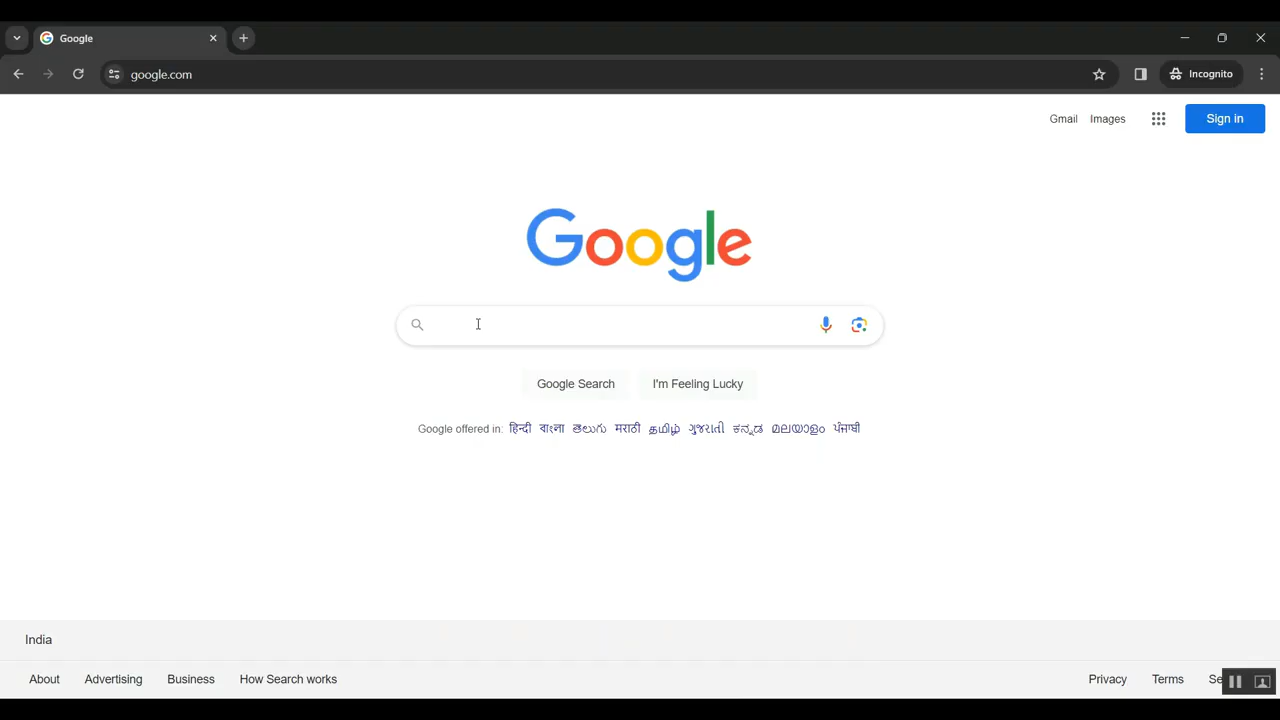 Google
google.com
Incognito
Gmail Images Sign in
Google
Google Search I'm Feeling Lucky
Google offered in: हिन्दी বাংলা తెలుగు मराठी தமிழ் ગુજરાતી ಕನ್ನಡ മലയാളം ਪੰਜਾਬੀ
India
About Advertising Business How Search works Privacy Terms